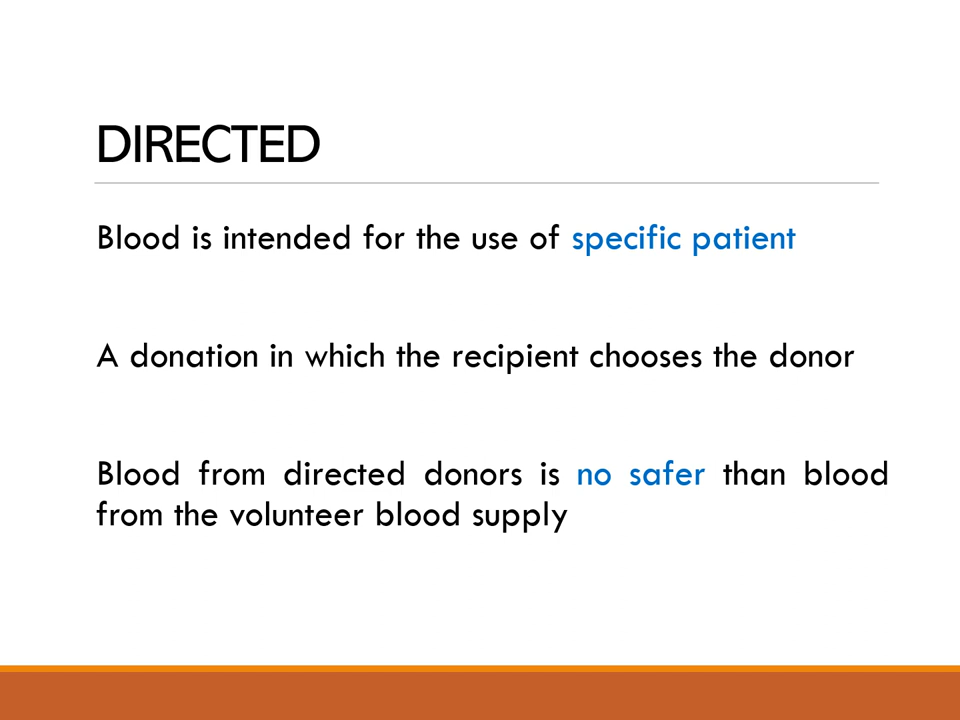 DIRECTED
Blood is intended for the use of specific patient
A donation in which the recipient chooses the donor
Blood from directed donors is no safer than blood
from the volunteer blood supply